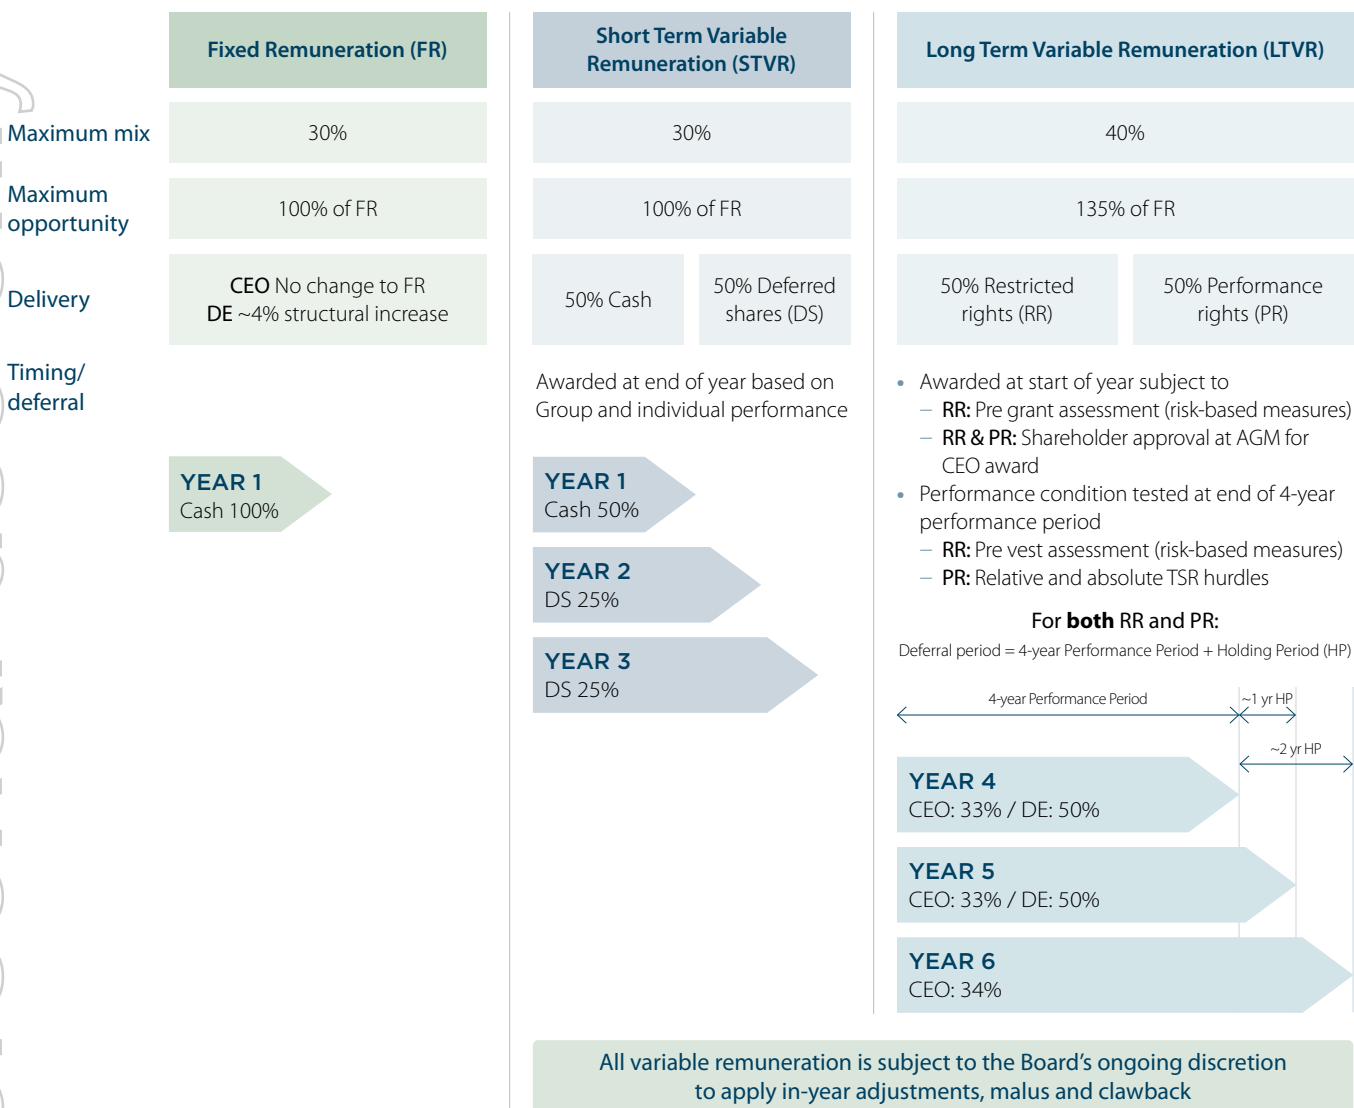 Fixed Remuneration (FR)
Short Term Variable
Remuneration (STVR)
Long Term Variable Remuneration (LTVR)
Maximum mix
30%
30%
40%
Maximum
opportunity
100% of FR
100% of FR
135% of FR
Delivery
CEO No change to FR
DE ~4% structural increase
50% Cash
50% Deferred
shares (DS)
50% Restricted
rights (RR)
50% Performance
rights (PR)
Timing/
deferral
YEAR 1
Cash 100%
Awarded at end of year based on
Group and individual performance
YEAR 1
Cash 50%
YEAR 2
DS 25%
YEAR 3
DS 25%
• Awarded at start of year subject to
– RR: Pre grant assessment (risk-based measures)
– RR & PR: Shareholder approval at AGM for
CEO award
• Performance condition tested at end of 4-year
performance period
– RR: Pre vest assessment (risk-based measures)
– PR: Relative and absolute TSR hurdles
For both RR and PR:
Deferral period = 4-year Performance Period + Holding Period (HP)
4-year Performance Period
~1 yr HP
~2 yr HP
YEAR 4
CEO: 33% / DE: 50%
YEAR 5
CEO: 33% / DE: 50%
YEAR 6
CEO: 34%
All variable remuneration is subject to the Board's ongoing discretion
to apply in-year adjustments, malus and clawback